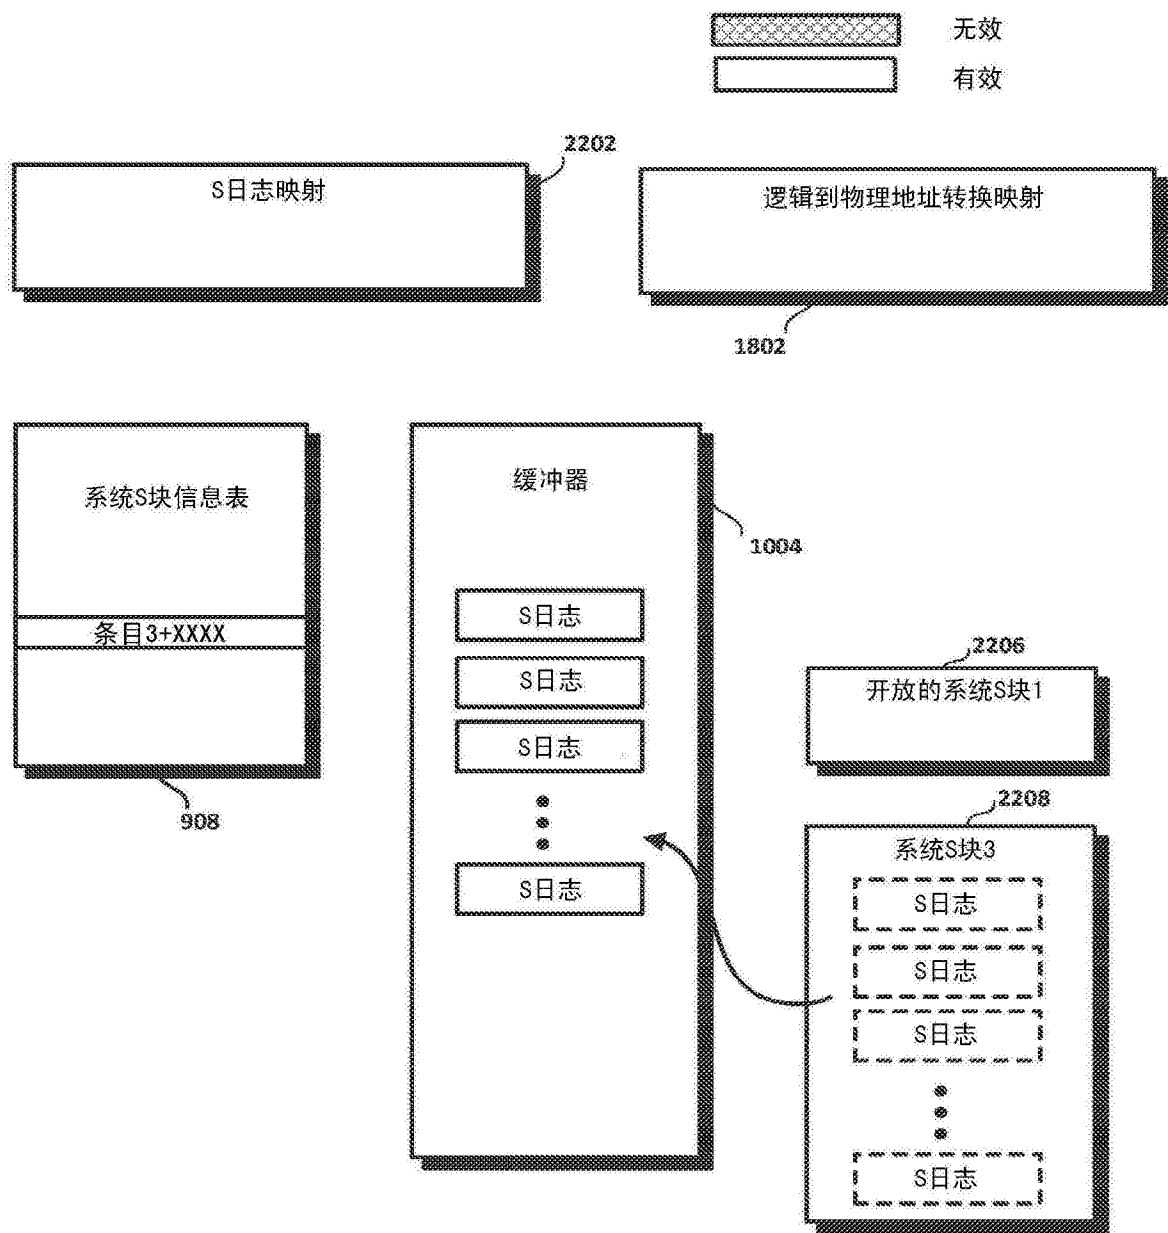 无效
有效
2202
S日志映射
逻辑到物理地址转换映射
1802
系统S块信息表
条目3+XXXX
908
缓冲器
1004
S日志
S日志
S日志
S日志
2206
开放的系统S块1
2208
系统S块3
S日志
S日志
S日志
S日志